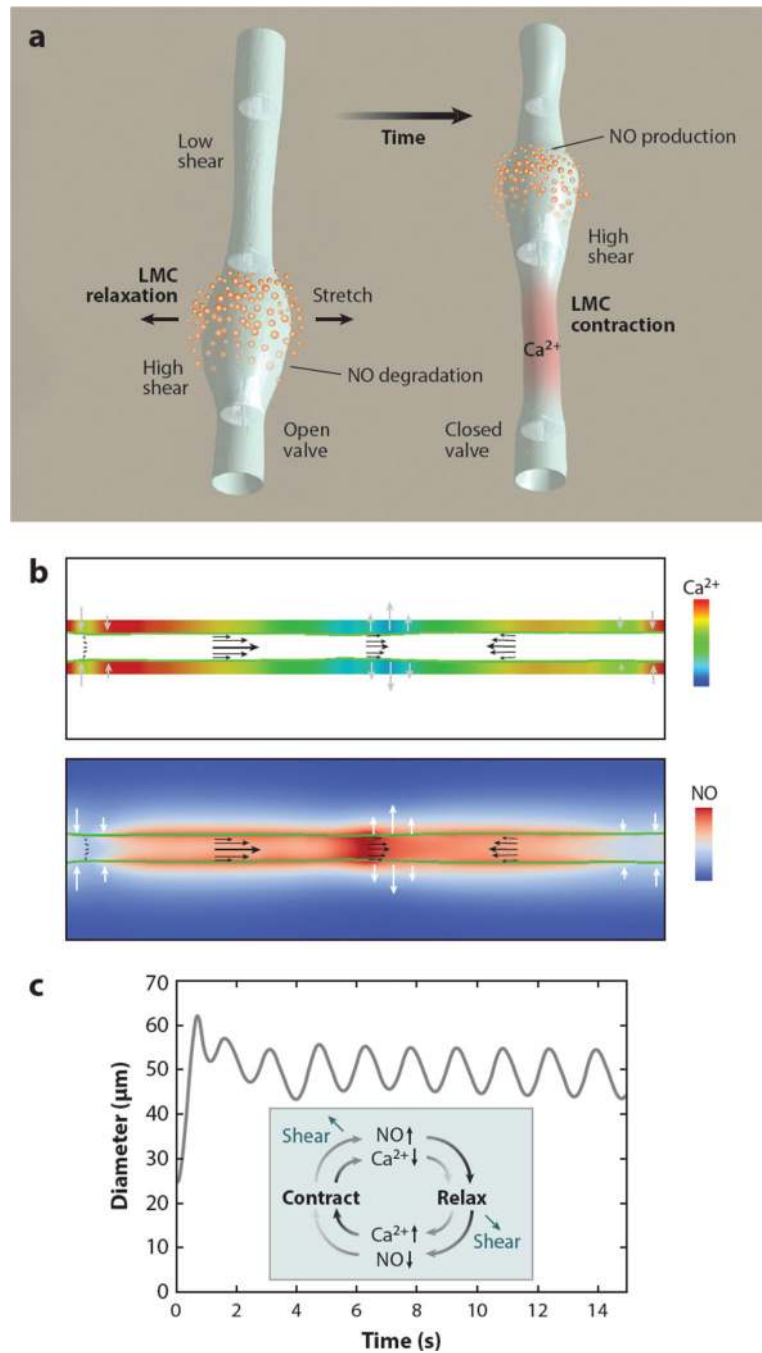 a
Low
shear
Time
NO production
LMC
relaxation
Stretch
High
shear
High
shear
LMC
contraction
Ca²⁺
NO degradation
Open
valve
Closed
valve
b
Ca²⁺
NO
c
70
60
50
40
30
20
10
0
Diameter (µm)
Shear
NO↑
Ca²⁺↓
Contract
Relax
Ca²⁺↑
NO↓
Shear
0 2 4 6 8 10 12 14
Time (s)